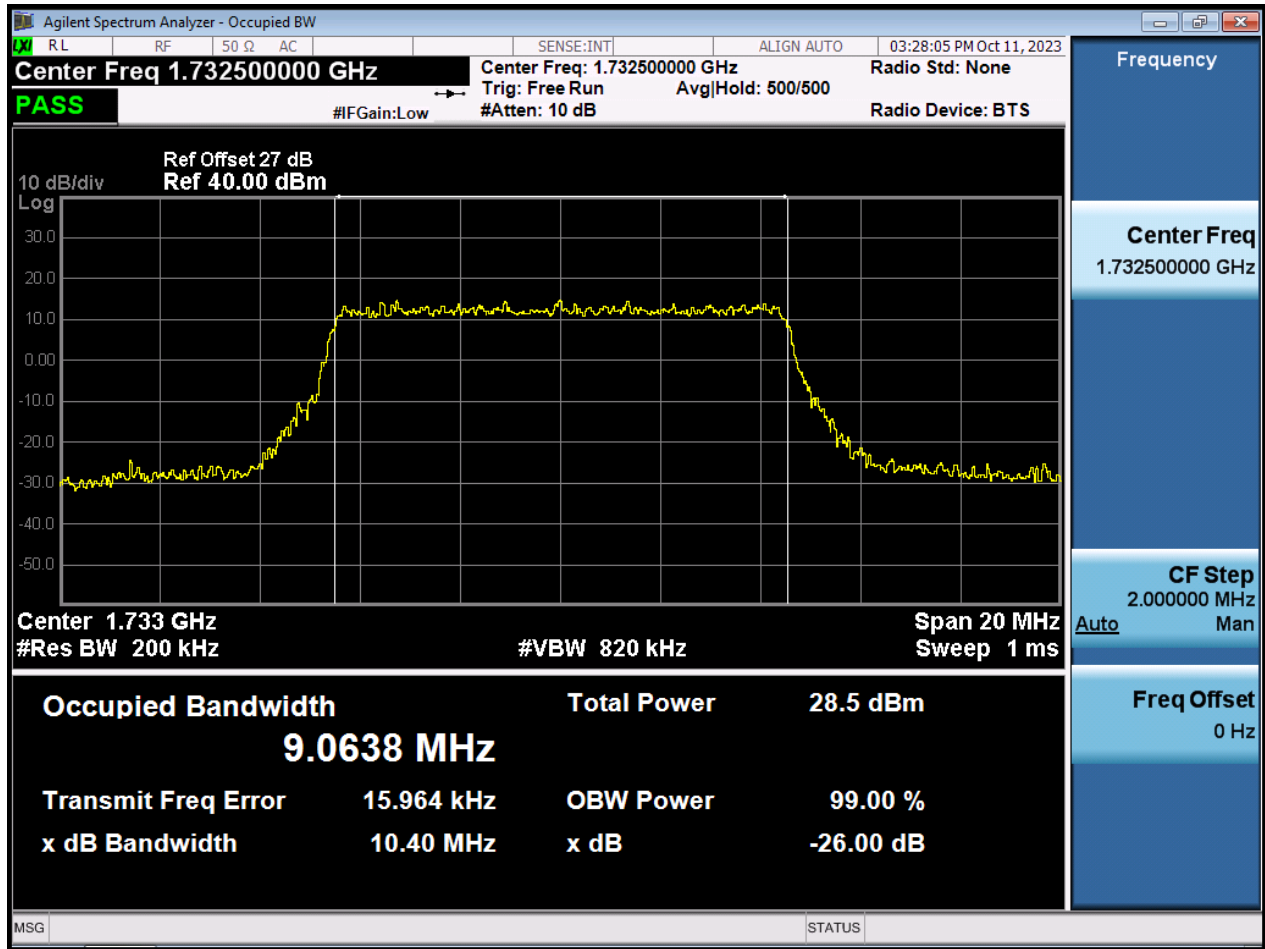 Agilent Spectrum Analyzer - Occupied BW
LXI RL RF 50 Ω AC SENSE:INT ALIGN AUTO 03:28:05 PM Oct 11, 2023
Center Freq 1.732500000 GHz
PASS
#IFGain:Low
Center Freq: 1.732500000 GHz
Trig: Free Run Avg|Hold: 500/500
#Atten: 10 dB
Radio Std: None
Radio Device: BTS
Ref Offset 27 dB
10 dB/div Ref 40.00 dBm
Log
30.0
20.0
10.0
0.00
-10.0
-20.0
-30.0
-40.0
-50.0
Center 1.733 GHz Span 20 MHz
#Res BW 200 kHz #VBW 820 kHz Sweep 1 ms
Occupied Bandwidth Total Power 28.5 dBm
9.0638 MHz
Transmit Freq Error 15.964 kHz OBW Power 99.00 %
x dB Bandwidth 10.40 MHz x dB -26.00 dB
MSG STATUS
Frequency
Center Freq
1.732500000 GHz
CF Step
2.000000 MHz
Auto Man
Freq Offset
0 Hz